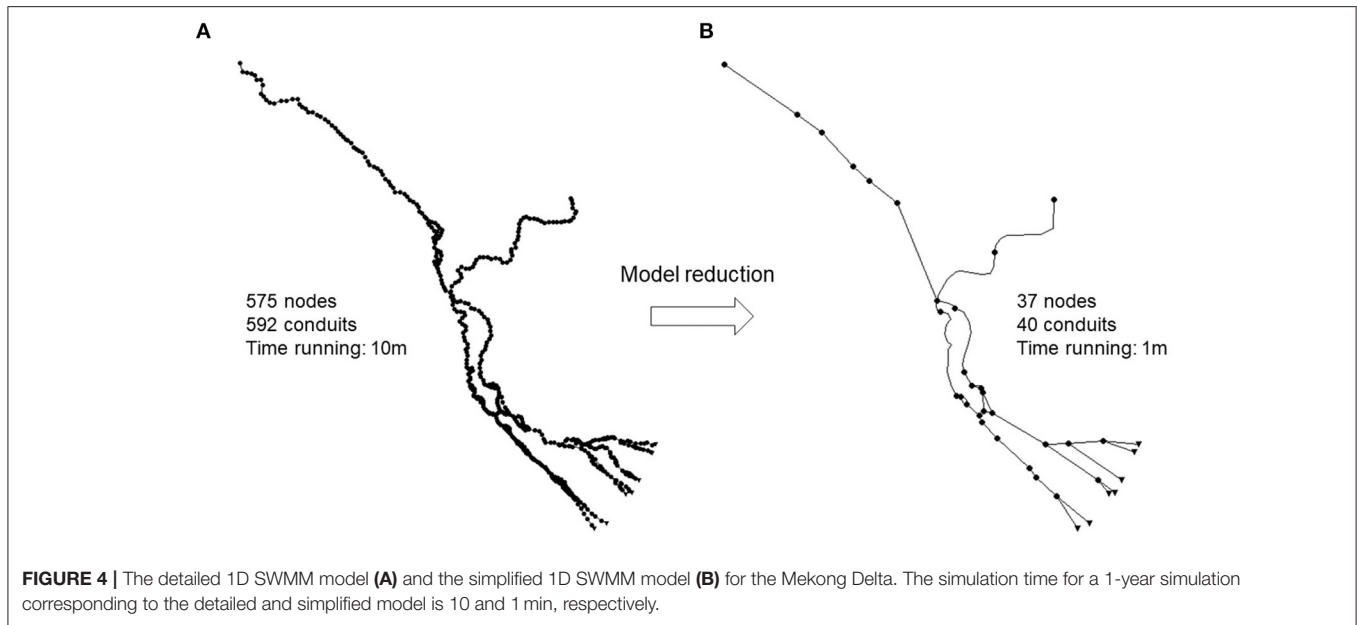 A
B
575 nodes
592 conduits
Time running: 10m
Model reduction
37 nodes
40 conduits
Time running: 1m
FIGURE 4 | The detailed 1D SWMM model (A) and the simplified 1D SWMM model (B) for the Mekong Delta. The simulation time for a 1-year simulation
corresponding to the detailed and simplified model is 10 and 1 min, respectively.